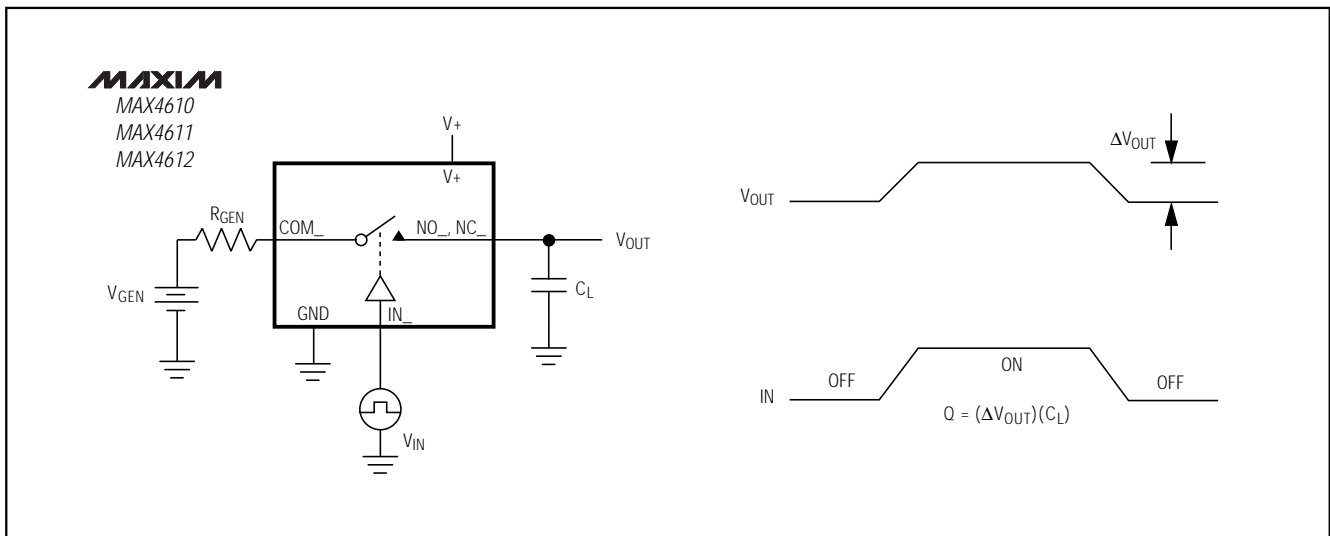 MAXIM
MAX4610
MAX4611
MAX4612
V+
V+
RGEN
COM_
NO_, NC_
VOUT
VGEN
CL
GND
IN_
VIN
ΔVOUT
VOUT
OFF
ON
OFF
IN
Q = (ΔVOUT)(CL)